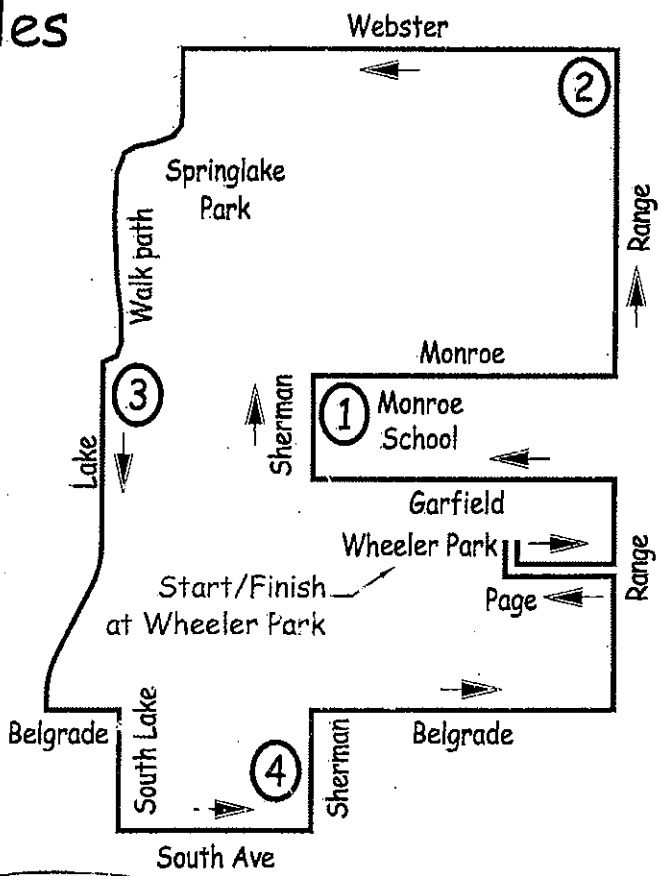 les
Webster
2
Springlake
Park
Range
Walk path
Monroe
3
Sherman
1
Monroe
School
Lake
Garfield
Wheeler Park
Range
Start/Finish
at Wheeler Park
Page
Belgrade
South Lake
4
Sherman
Belgrade
South Ave